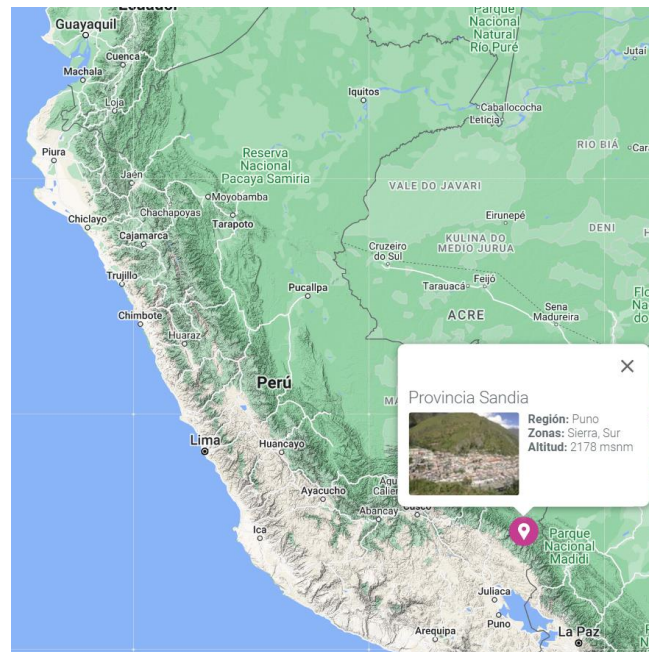 Ecuador
Guayaquil
Cuenca
Machala
Loja
Piura
Jaén
Moyobamba
Chiclayo
Chachapoyas
Tarapoto
Cajamarca
Trujillo
Chimbote
Huaraz
Perú
Lima
Huancayo
Ayacucho
Ica
Abancay
Cusco
Arequipa
Juliaca
Puno
La Paz
Parque
Nacional
Madidi
Parque
Nacional
Natural
Río Puré
Jutaí
Iquitos
Caballococha
Leticia
RIO BIÁ
Reserva
Nacional
Pacaya Samiria
VALE DO JAVARI
Eirunepé
DENI
KULINA DO
MEDIO JURUA
Cruzeiro
do Sul
Feijó
Tarauacá
Sena
Madureira
ACRE
Pucallpa
Provincia Sandia
Región: Puno
Zonas: Sierra, Sur
Altitud: 2178 msnm